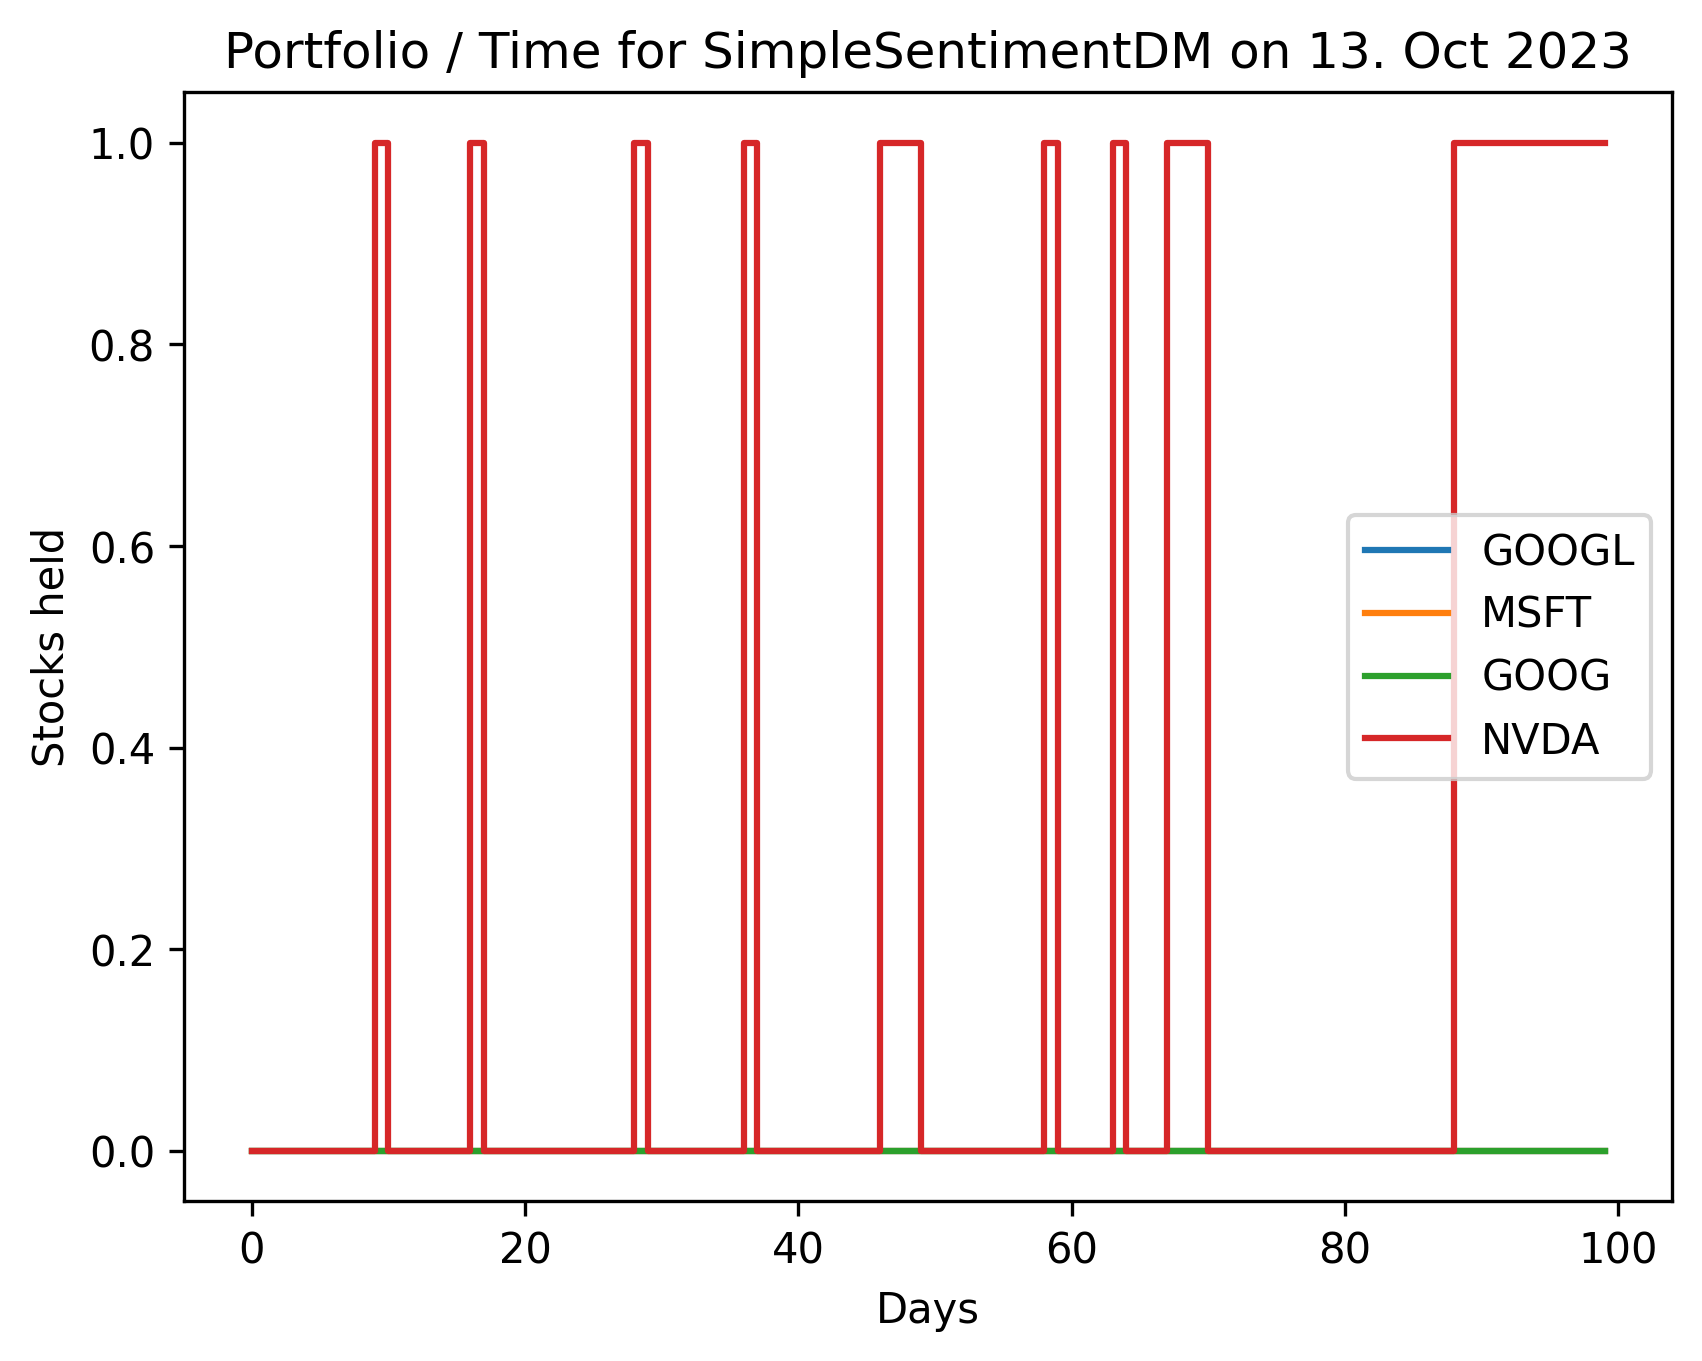 Portfolio / Time for SimpleSentimentDM on 13. Oct 2023
1.0
0.8
0.6
0.4
0.2
0.0
Stocks held
GOOGL
MSFT
GOOG
NVDA
0 20 40 60 80 100
Days